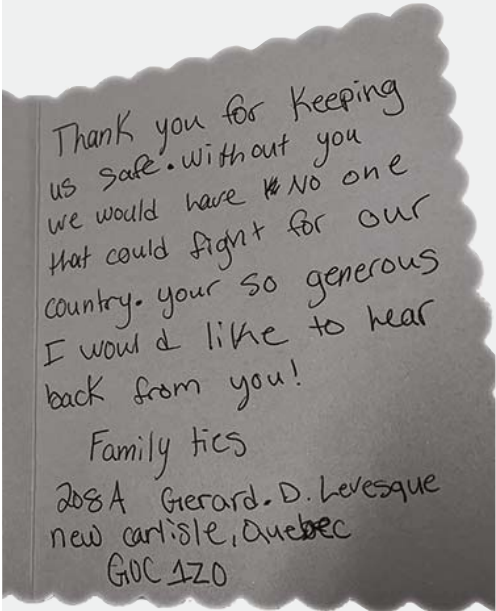 Thank you for keeping
us safe. without you
we would have No one
that could fight for our
country. your so generous
I would like to hear
back from you!
Family ties
208A Gerard. D. Levesque
new carlisle, Quebec
G0C 1Z0